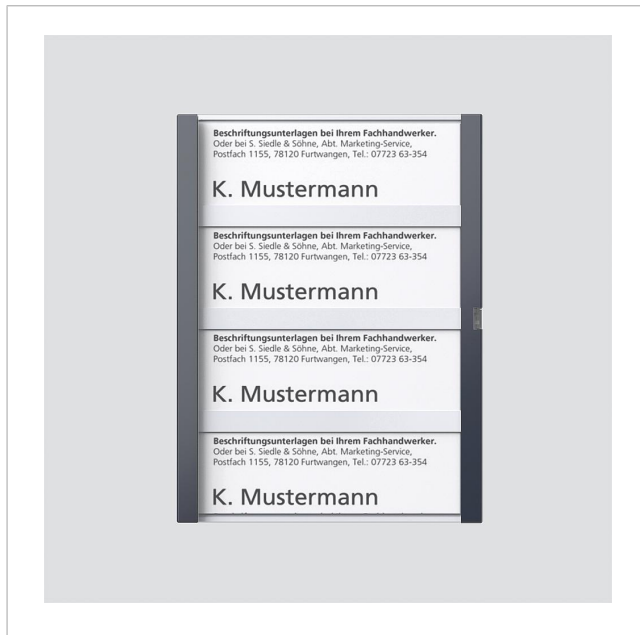 Beschriftungsunterlagen bei Ihrem Fachhandwerker.
Oder bei S. Siedle & Söhne, Abt. Marketing-Service,
Postfach 1155, 78120 Furtwangen, Tel.: 07723 63-354
K. Mustermann
Beschriftungsunterlagen bei Ihrem Fachhandwerker.
Oder bei S. Siedle & Söhne, Abt. Marketing-Service,
Postfach 1155, 78120 Furtwangen, Tel.: 07723 63-354
K. Mustermann
Beschriftungsunterlagen bei Ihrem Fachhandwerker.
Oder bei S. Siedle & Söhne, Abt. Marketing-Service,
Postfach 1155, 78120 Furtwangen, Tel.: 07723 63-354
K. Mustermann
Beschriftungsunterlagen bei Ihrem Fachhandwerker.
Oder bei S. Siedle & Söhne, Abt. Marketing-Service,
Postfach 1155, 78120 Furtwangen, Tel.: 07723 63-354
K. Mustermann